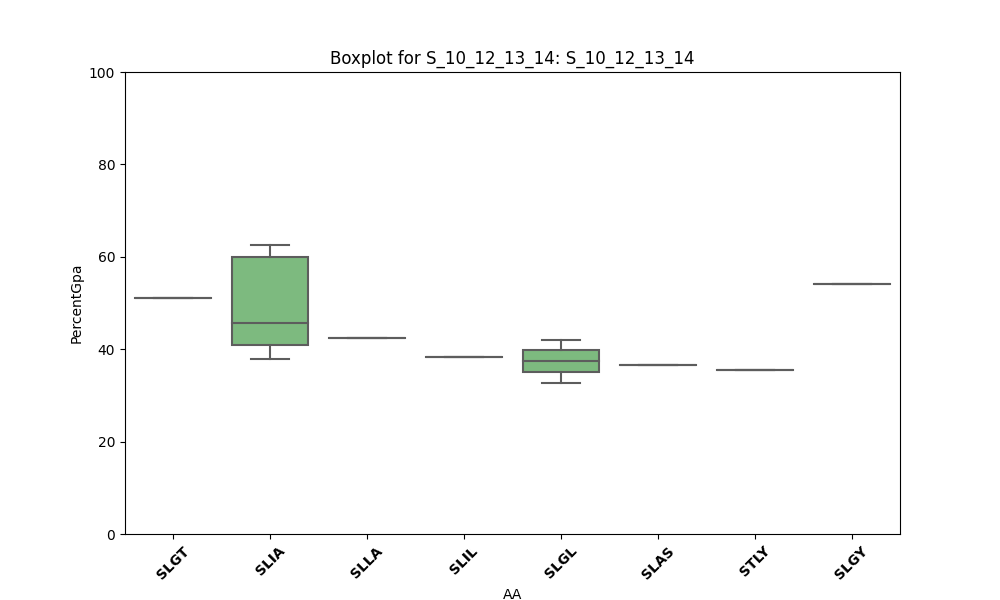 Boxplot for S_10_12_13_14: S_10_12_13_14
100
80
60
40
20
0
PercentGpa
SLGT
SLIA
SLLA
SLIL
SLGL
SLAS
STLY
SLGY
AA